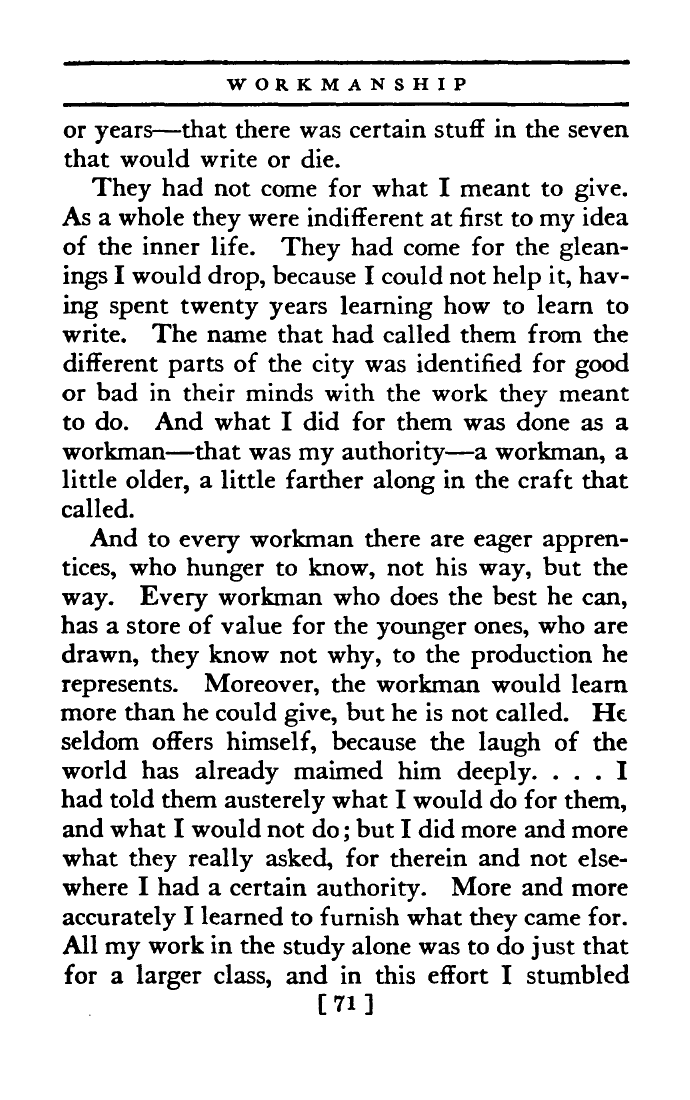 WORKMANSHIP
or years—that there was certain stuff in the seven
that would write or die.
They had not come for what I meant to give.
As a whole they were indifferent at first to my idea
of the inner life. They had come for the glean-
ings I would drop, because I could not help it, hav-
ing spent twenty years learning how to learn to
write. The name that had called them from the
different parts of the city was identified for good
or bad in their minds with the work they meant
to do. And what I did for them was done as a
workman—that was my authority—a workman, a
little older, a little farther along in the craft that
called.
And to every workman there are eager appren-
tices, who hunger to know, not his way, but the
way. Every workman who does the best he can,
has a store of value for the younger ones, who are
drawn, they know not why, to the production he
represents. Moreover, the workman would learn
more than he could give, but he is not called. He
seldom offers himself, because the laugh of the
world has already maimed him deeply. . . . I
had told them austerely what I would do for them,
and what I would not do; but I did more and more
what they really asked, for therein and not else-
where I had a certain authority. More and more
accurately I learned to furnish what they came for.
All my work in the study alone was to do just that
for a larger class, and in this effort I stumbled
[ 71 ]